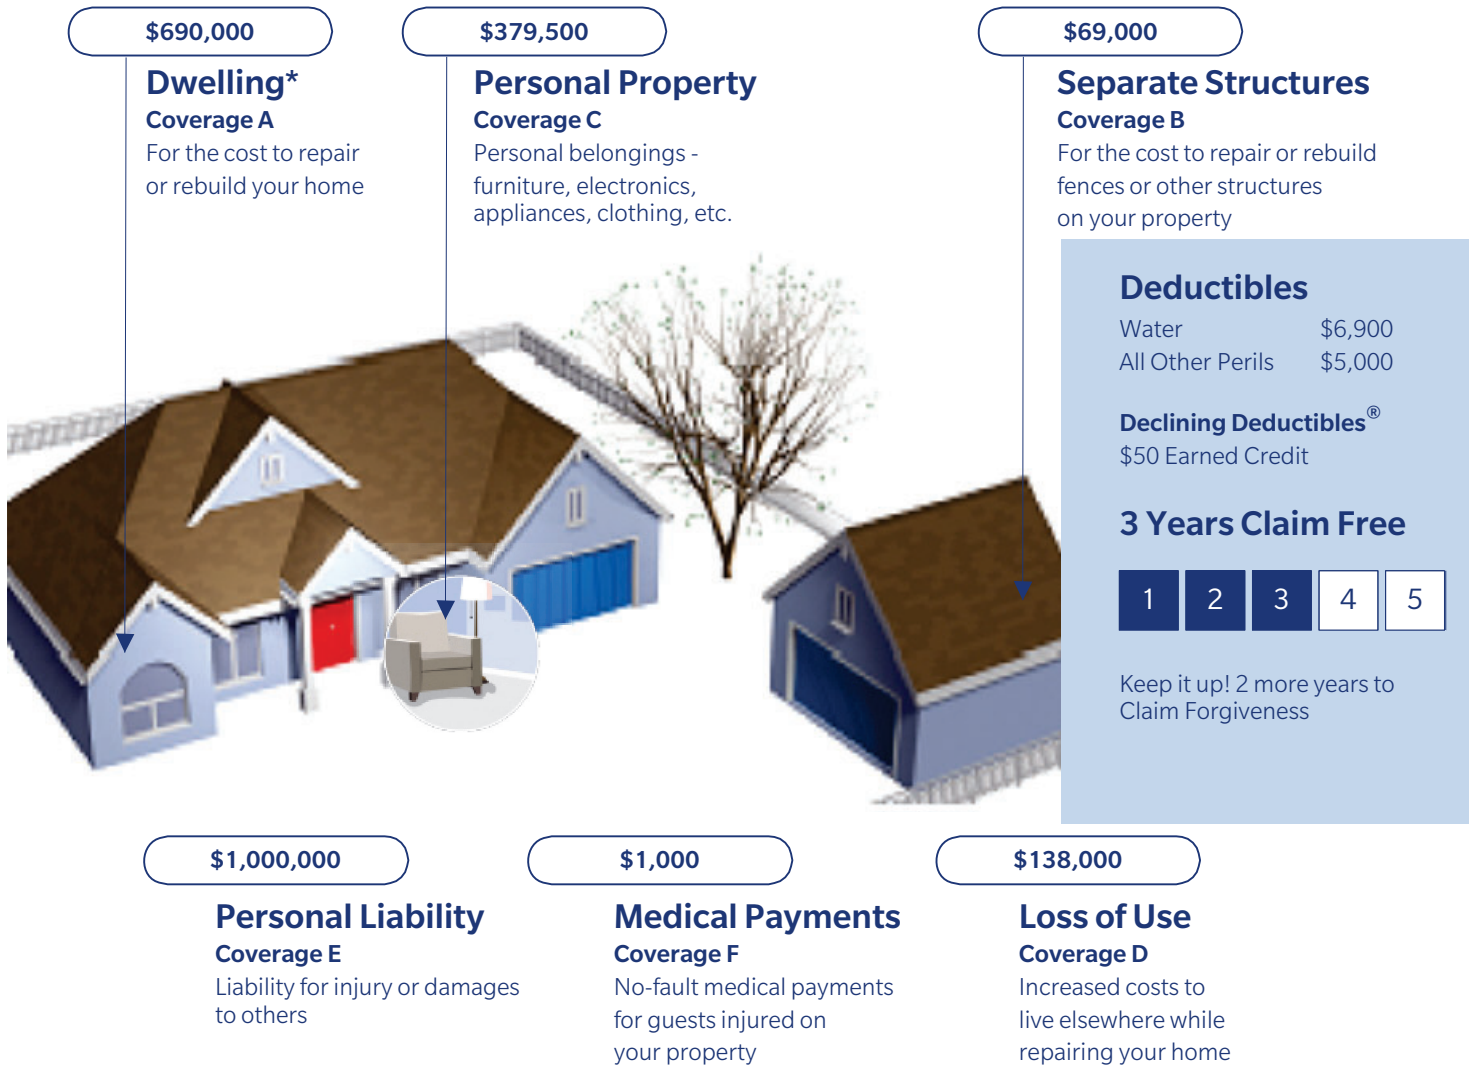 $690,000
Dwelling*
Coverage A
For the cost to repair
or rebuild your home
$379,500
Personal Property
Coverage C
Personal belongings -
furniture, electronics,
appliances, clothing, etc.
$69,000
Separate Structures
Coverage B
For the cost to repair or rebuild
fences or other structures
on your property
Deductibles
Water $6,900
All Other Perils $5,000
Declining Deductibles®
$50 Earned Credit
3 Years Claim Free
1 2 3 4 5
Keep it up! 2 more years to
Claim Forgiveness
$1,000,000
Personal Liability
Coverage E
Liability for injury or damages
to others
$1,000
Medical Payments
Coverage F
No-fault medical payments
for guests injured on
your property
$138,000
Loss of Use
Coverage D
Increased costs to
live elsewhere while
repairing your home